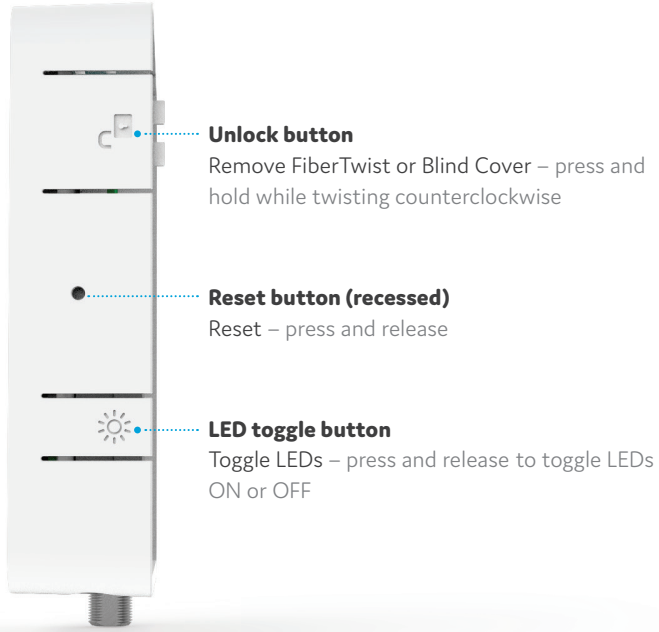 Unlock button
Remove FiberTwist or Blind Cover – press and
hold while twisting counterclockwise
Reset button (recessed)
Reset – press and release
LED toggle button
Toggle LEDs – press and release to toggle LEDs
ON or OFF